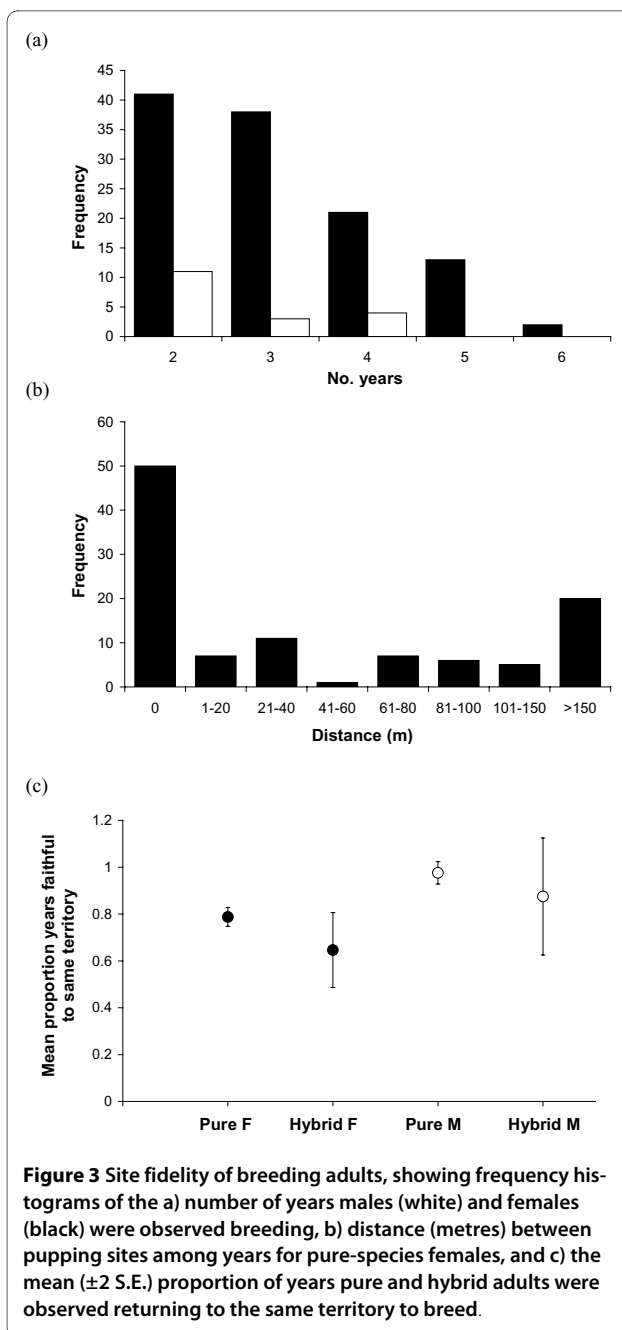 (a)
45
40
35
30
25
20
15
10
5
0
Frequency
2 3 4 5 6
No. years
(b)
60
50
40
30
20
10
0
Frequency
0 1-20 21-40 41-60 61-80 81-100 101-150 >150
Distance (m)
(c)
1.2
1
0.8
0.6
0.4
0.2
0
Mean proportion years faithful
to same territory
Pure F Hybrid F Pure M Hybrid M
Figure 3 Site fidelity of breeding adults, showing frequency his-
tograms of the a) number of years males (white) and females
(black) were observed breeding, b) distance (metres) between
pupping sites among years for pure-species females, and c) the
mean (±2 S.E.) proportion of years pure and hybrid adults were
observed returning to the same territory to breed.